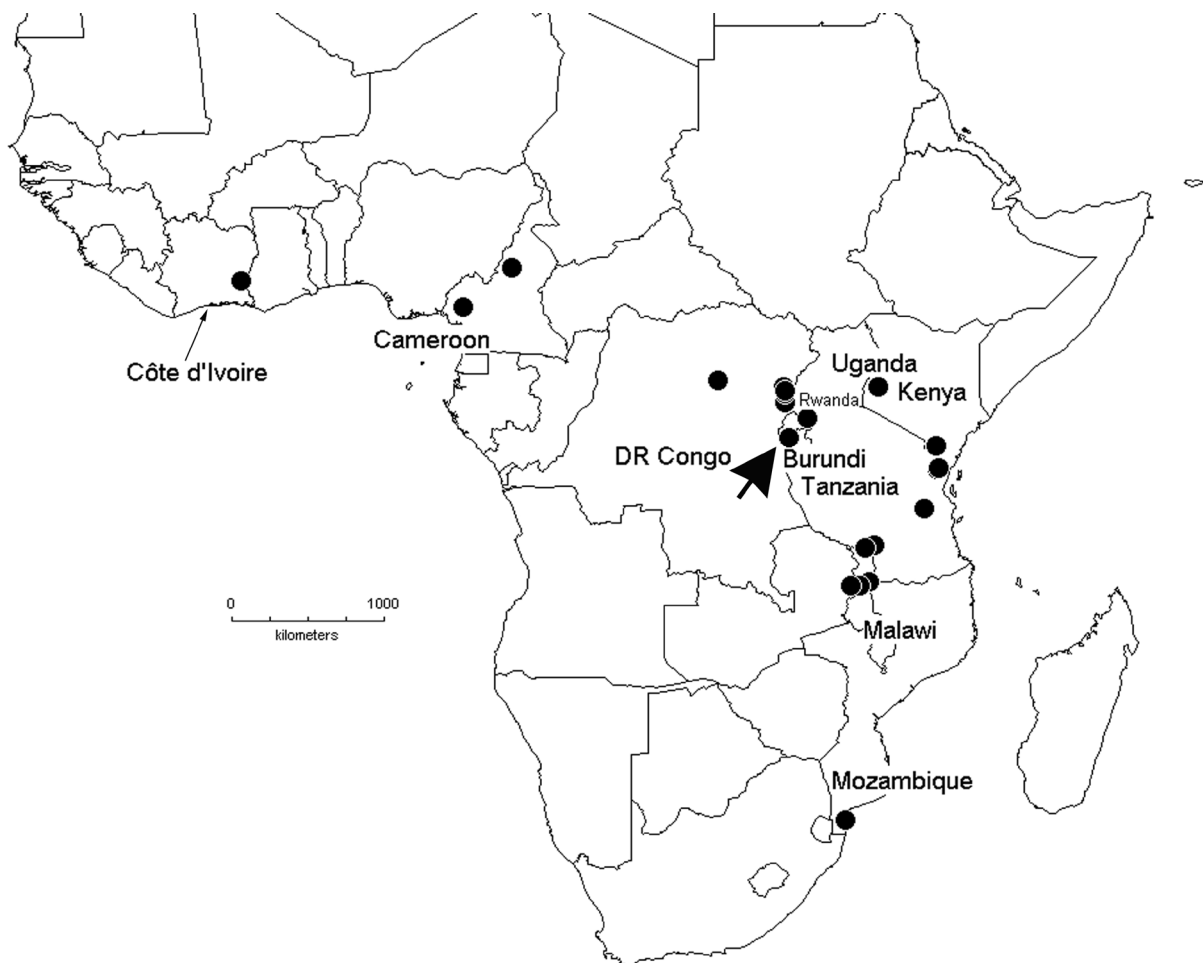 Cameroon
Côte d'Ivoire
Uganda
Kenya
Rwanda
DR Congo
Burundi
Tanzania
0 1000
kilometers
Malawi
Mozambique